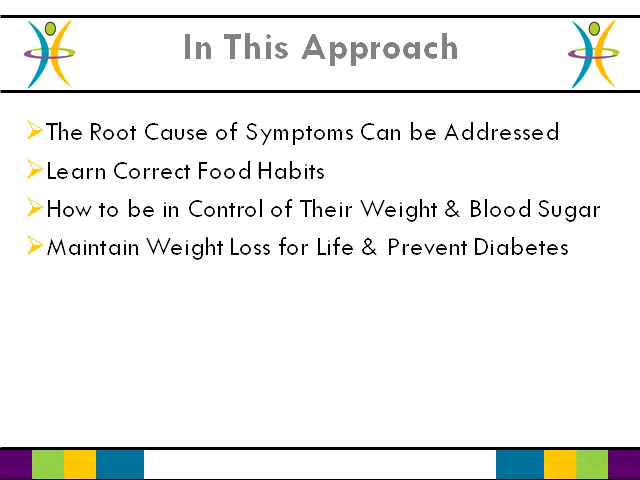 In This Approach
The Root Cause of Symptoms Can be Addressed
Learn Correct Food Habits
How to be in Control of Their Weight & Blood Sugar
Maintain Weight Loss for Life & Prevent Diabetes